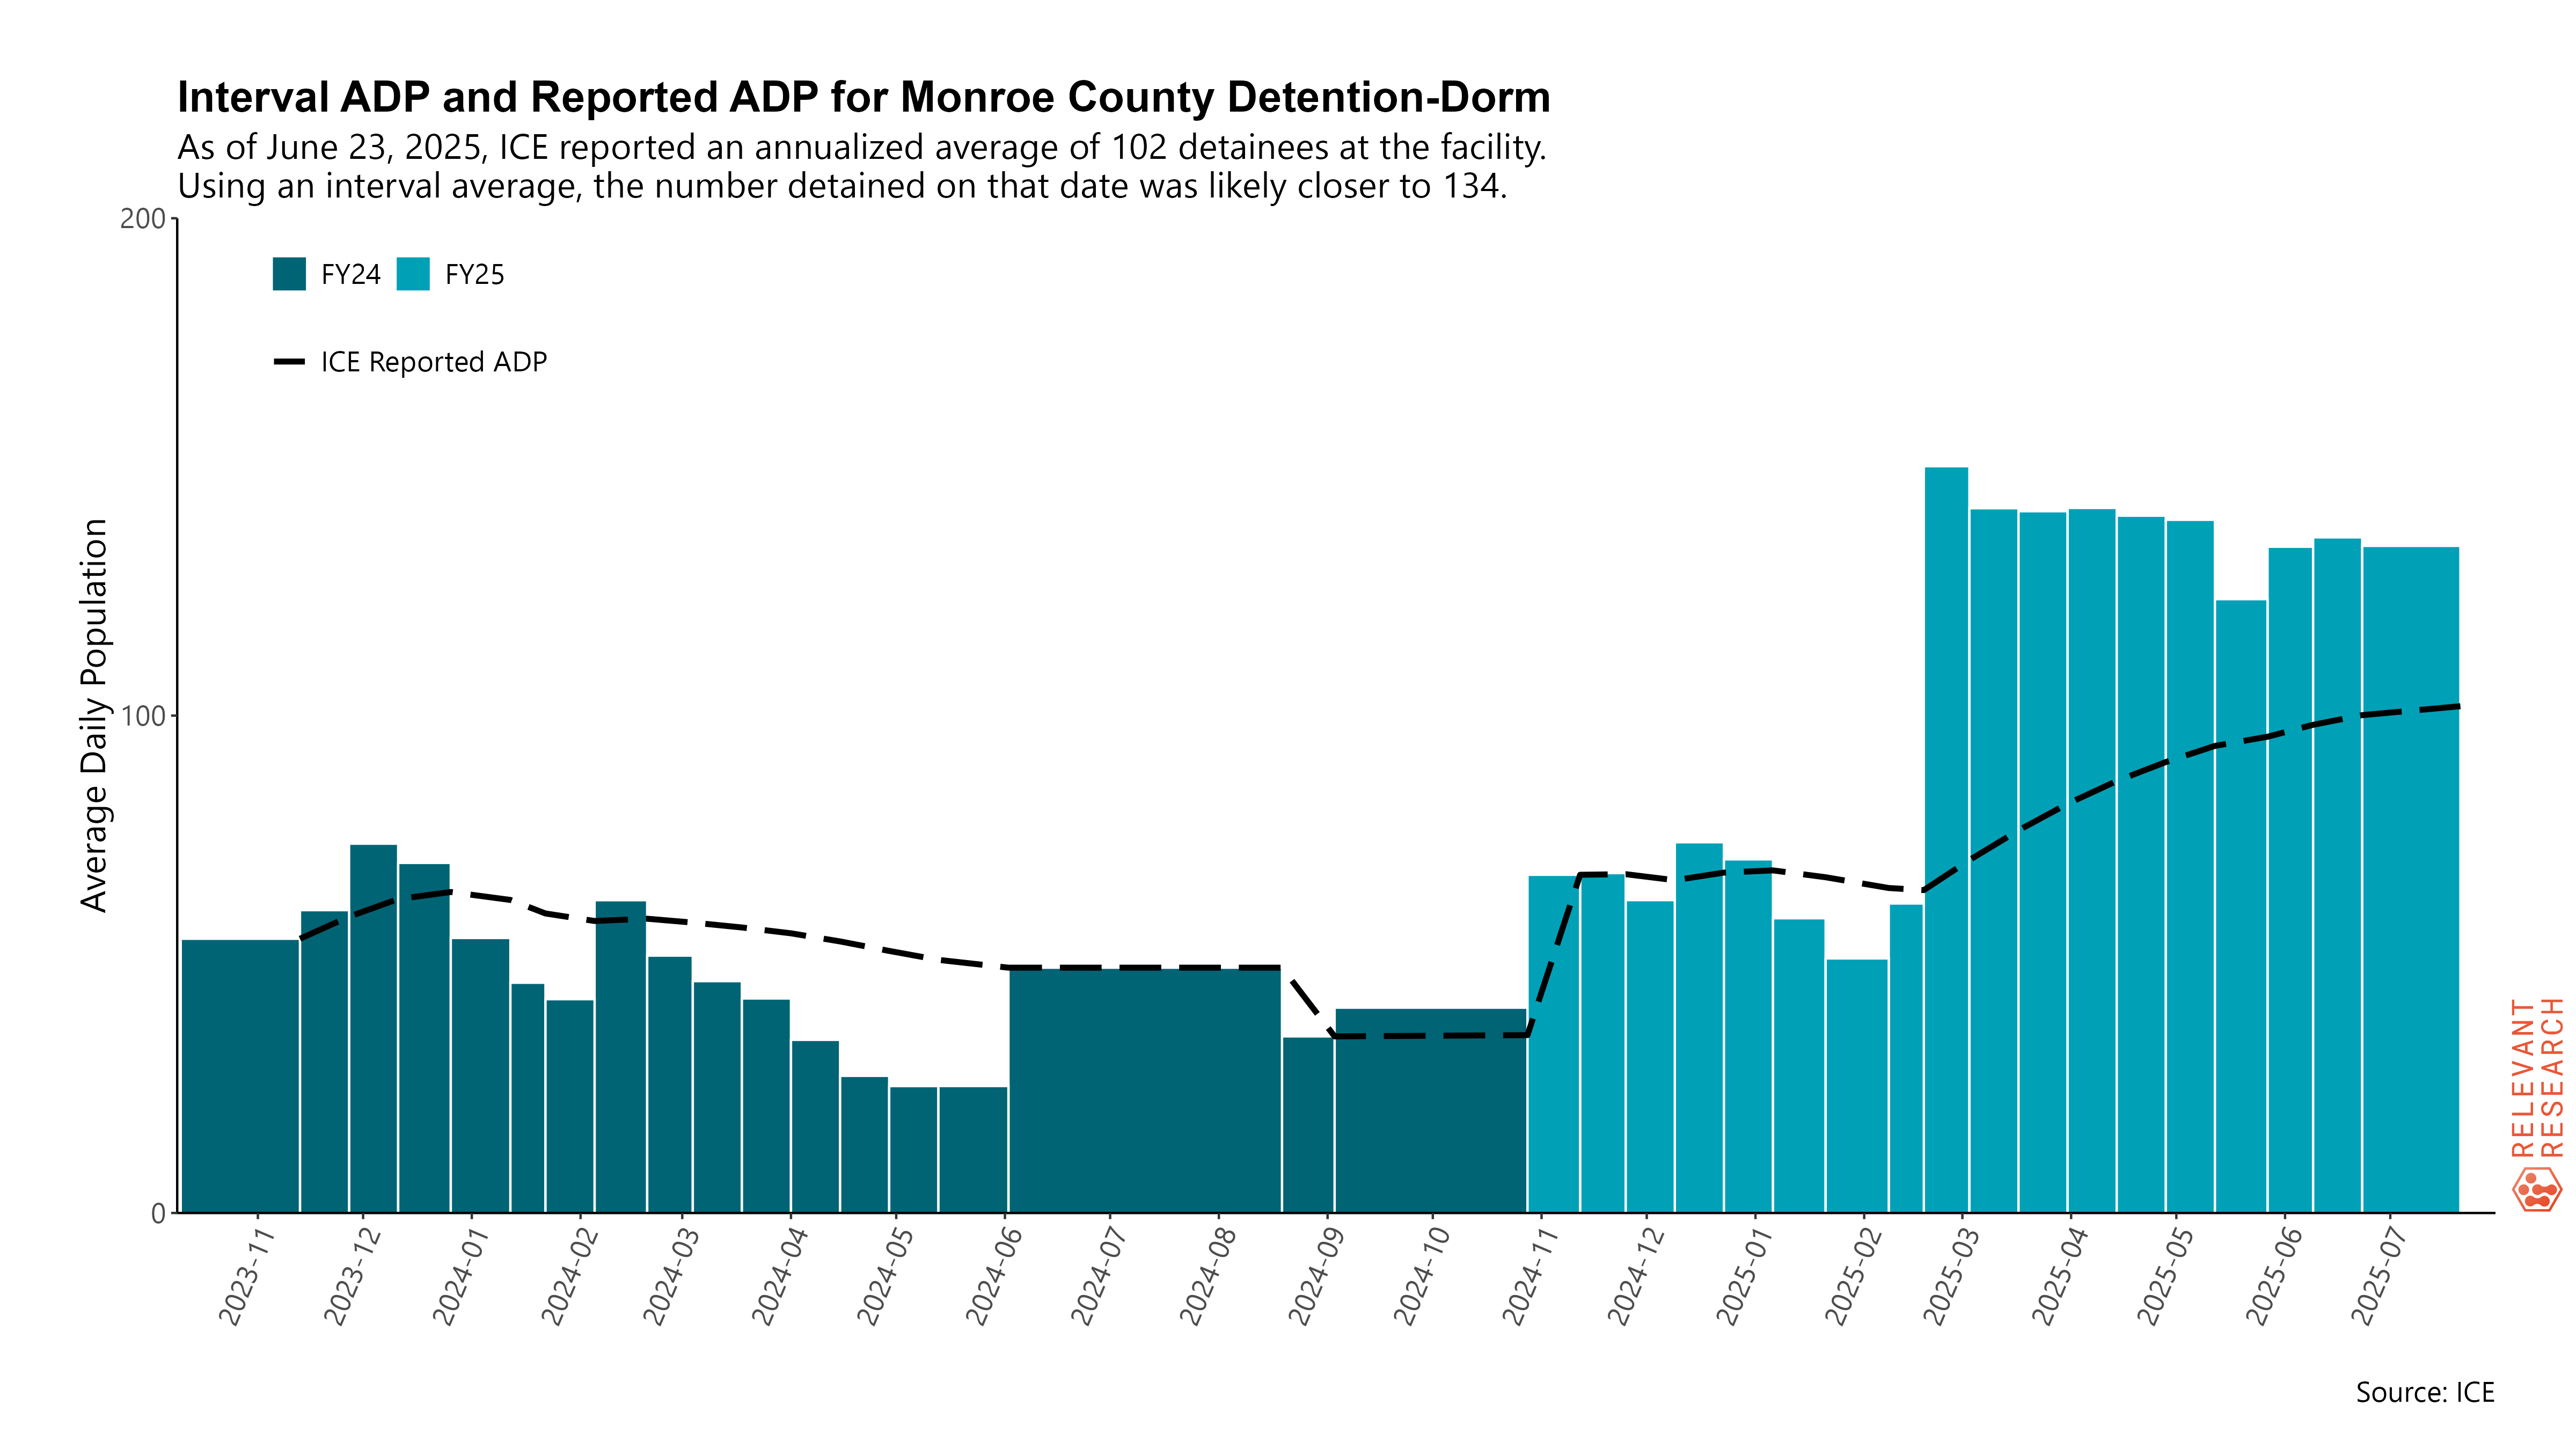 Interval ADP and Reported ADP for Monroe County Detention-Dorm
As of June 23, 2025, ICE reported an annualized average of 102 detainees at the facility.
Using an interval average, the number detained on that date was likely closer to 134.
200
FY24
FY25
ICE Reported ADP
Average Daily Population
100
0
2023-11
2023-12
2024-01
2024-02
2024-03
2024-04
2024-05
2024-06
2024-07
2024-08
2024-09
2024-10
2024-11
2024-12
2025-01
2025-02
2025-03
2025-04
2025-05
2025-06
2025-07
RELEVANT
RESEARCH
Source: ICE